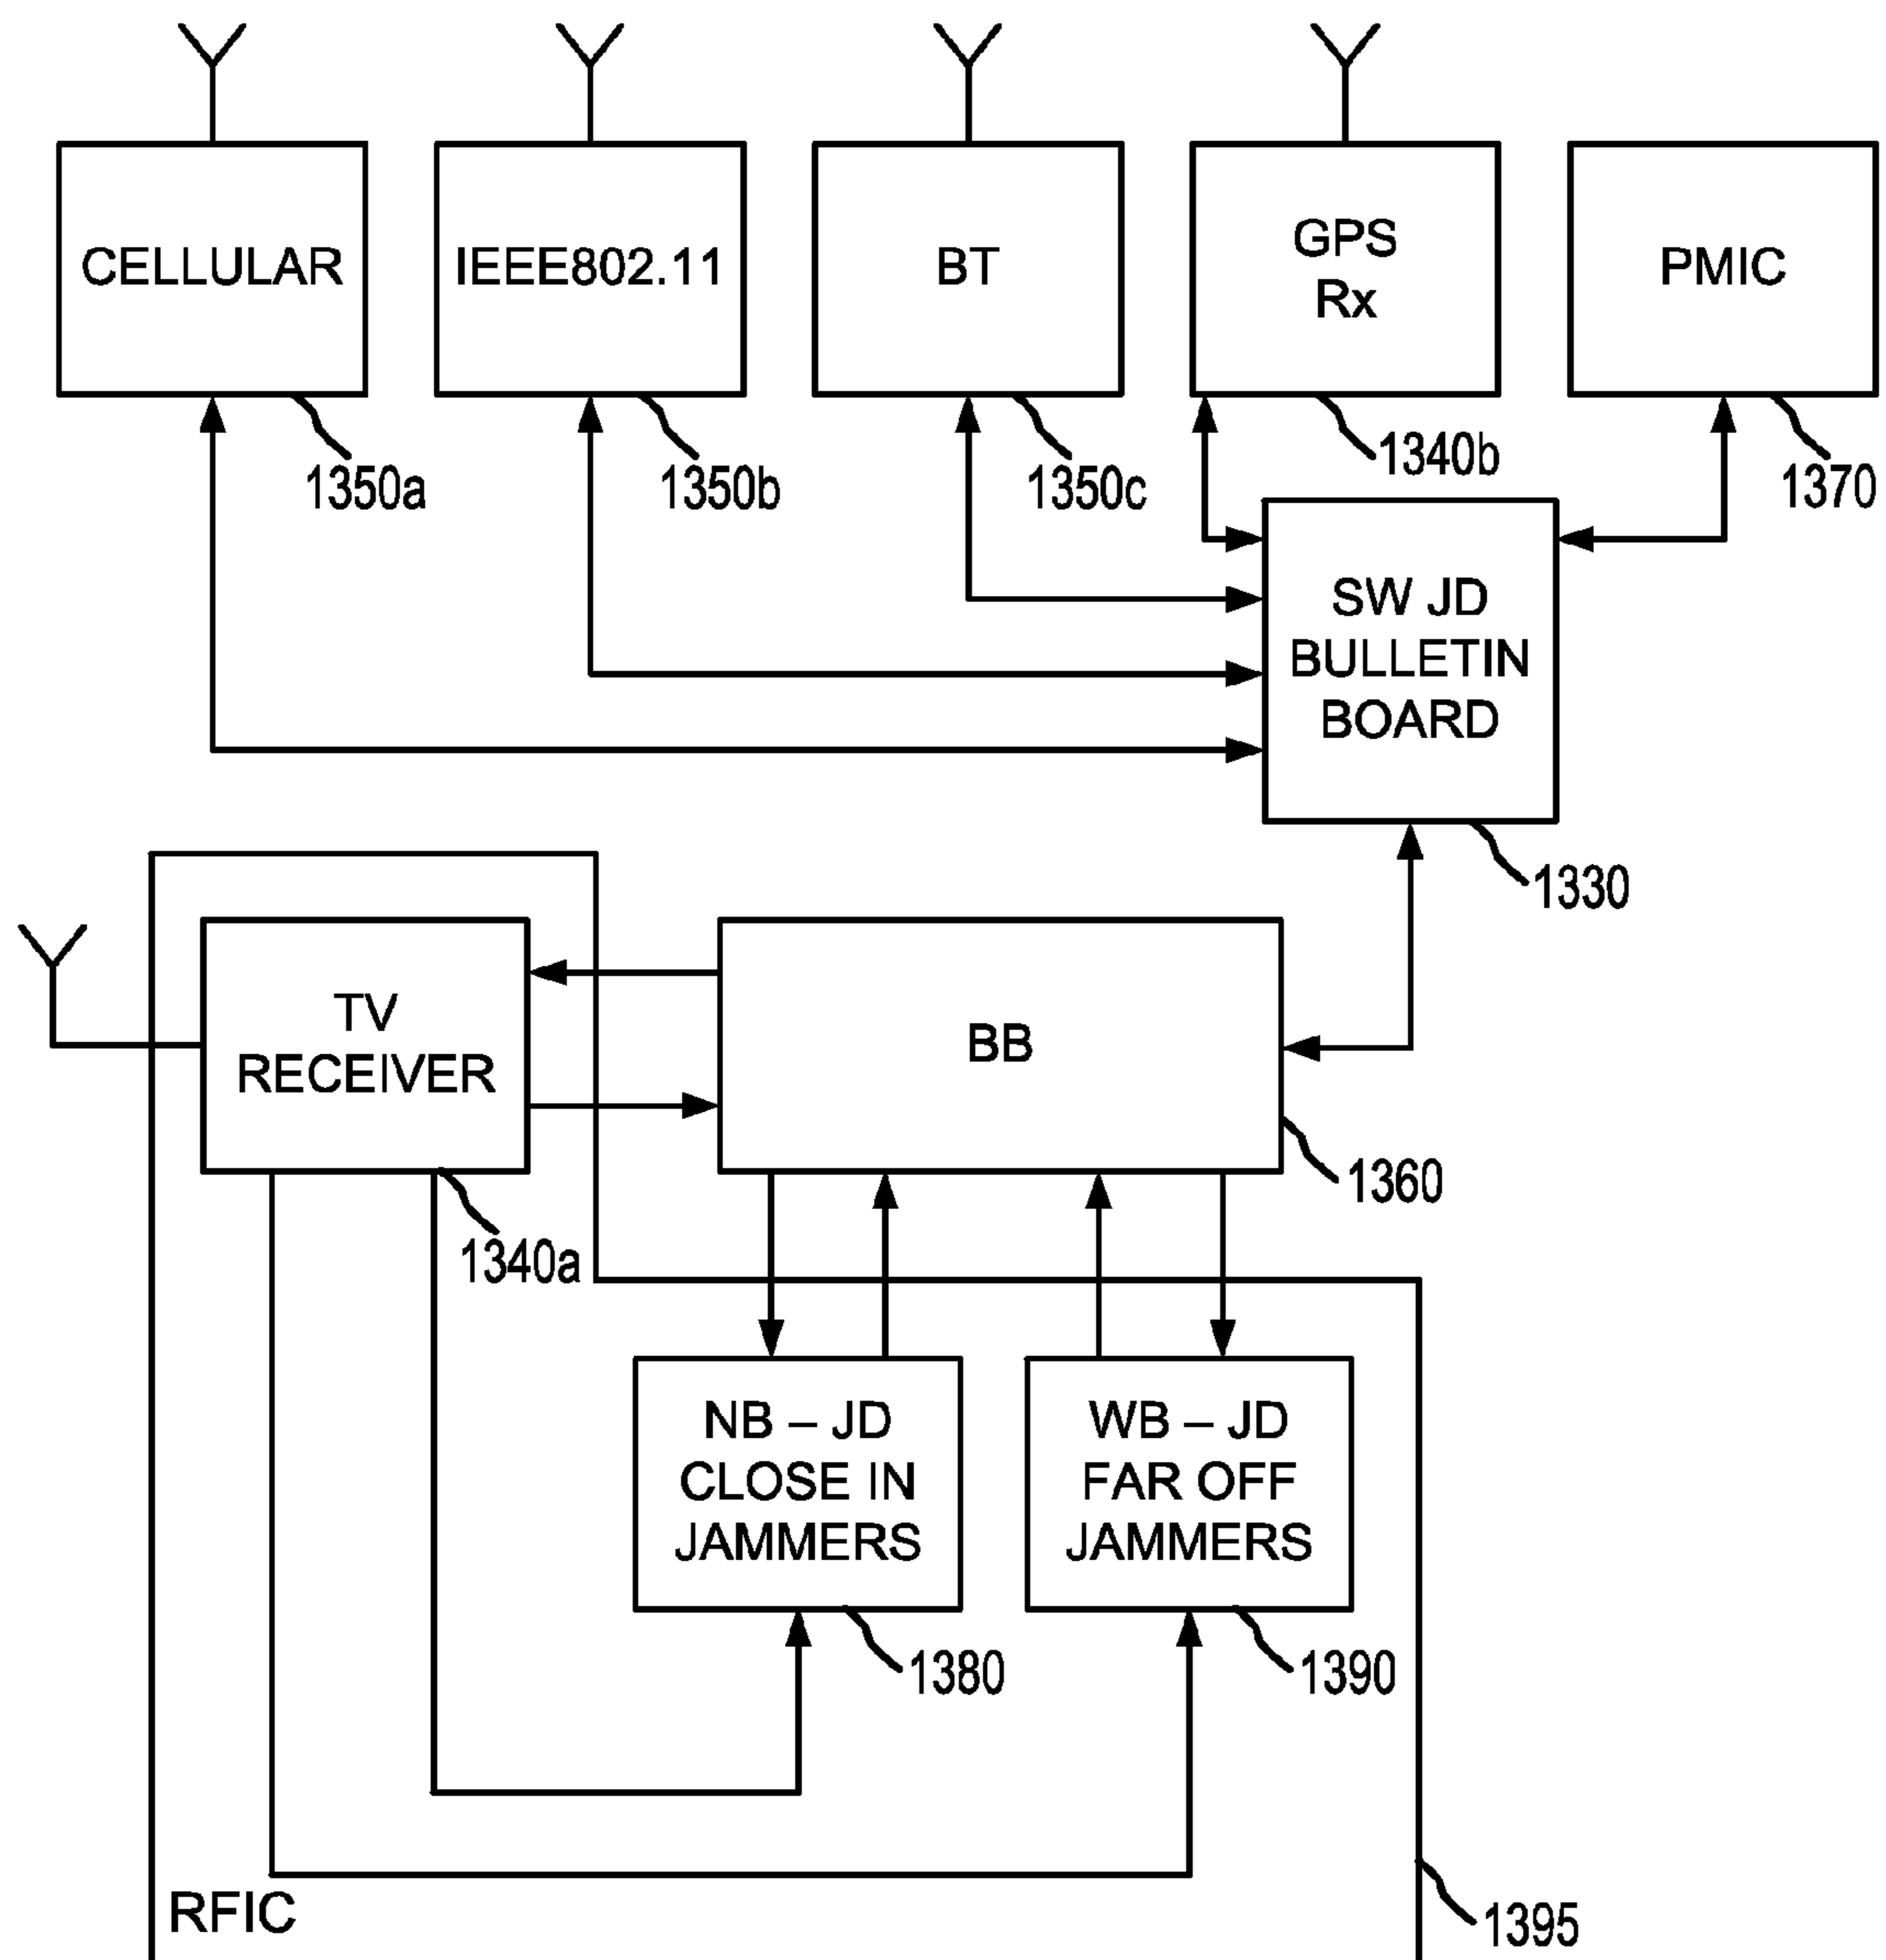 CELLULAR
IEEE802.11
BT
GPS
Rx
PMIC
1350a
1350b
1350c
1340b
1370
SW JD
BULLETIN
BOARD
1330
TV
RECEIVER
BB
1360
1340a
NB – JD
CLOSE IN
JAMMERS
WB – JD
FAR OFF
JAMMERS
1380
1390
RFIC
1395